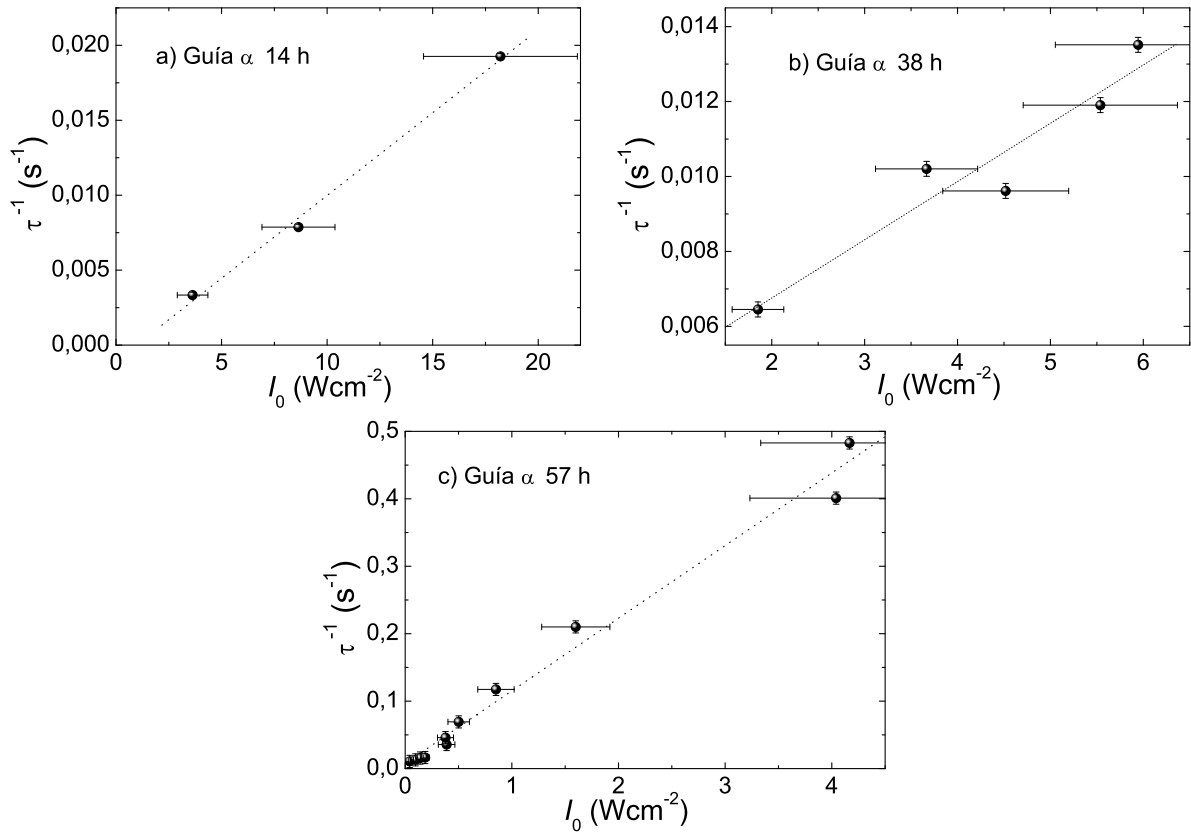 a) Guía α 14 h
0,020
0,015
0,010
0,005
0,000
τ⁻¹ (s⁻¹)
0 5 10 15 20
I₀ (Wcm⁻²)
b) Guía α 38 h
0,014
0,012
0,010
0,008
0,006
τ⁻¹ (s⁻¹)
2 3 4 5 6
I₀ (Wcm⁻²)
c) Guía α 57 h
0,5
0,4
0,3
0,2
0,1
0,0
τ⁻¹ (s⁻¹)
0 1 2 3 4
I₀ (Wcm⁻²)